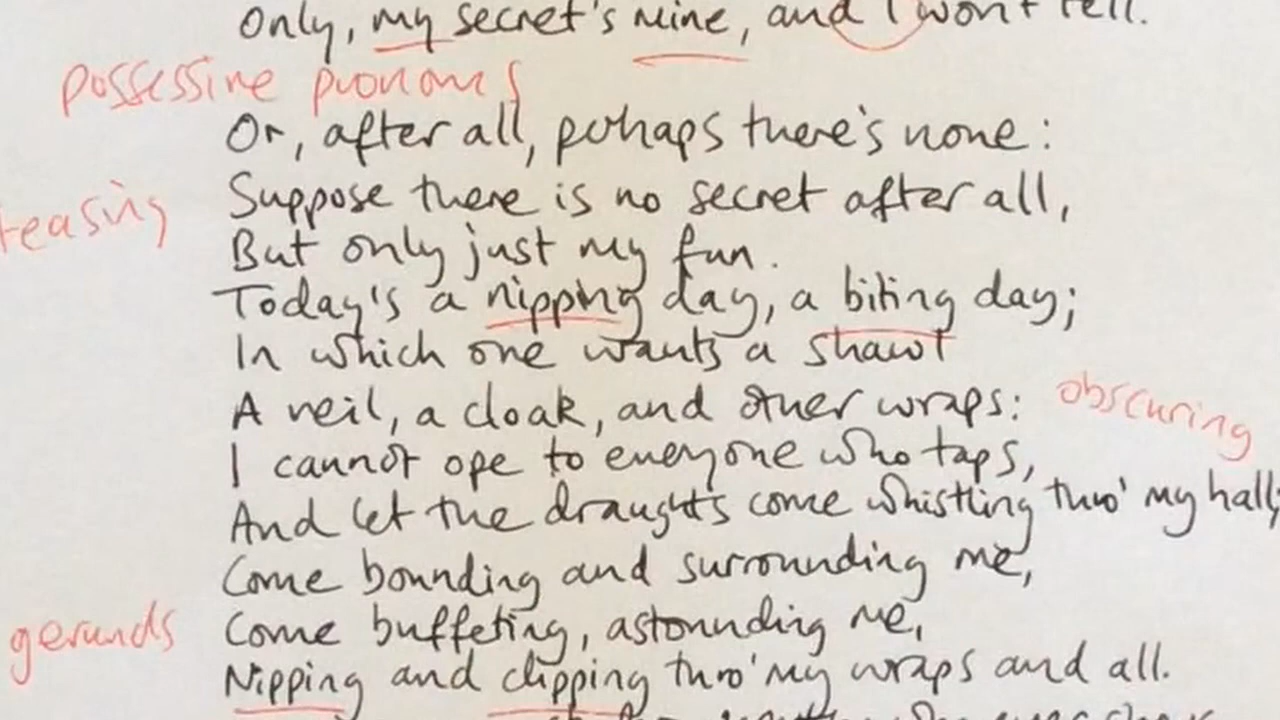 Only, my secret's mine, and I won't tell.
possessive pronouns
Or, after all, perhaps there's none:
teasing
Suppose there is no secret after all,
But only just my fun.
Today's a nipping day, a biting day;
In which one wants a shawl
A veil, a cloak, and other wraps:
obscuring
I cannot ope to everyone who taps,
And let the draughts come whistling thro' my hall;
Come bounding and surrounding me,
gerunds
Come buffeting, astounding me,
Nipping and clipping thro' my wraps and all.